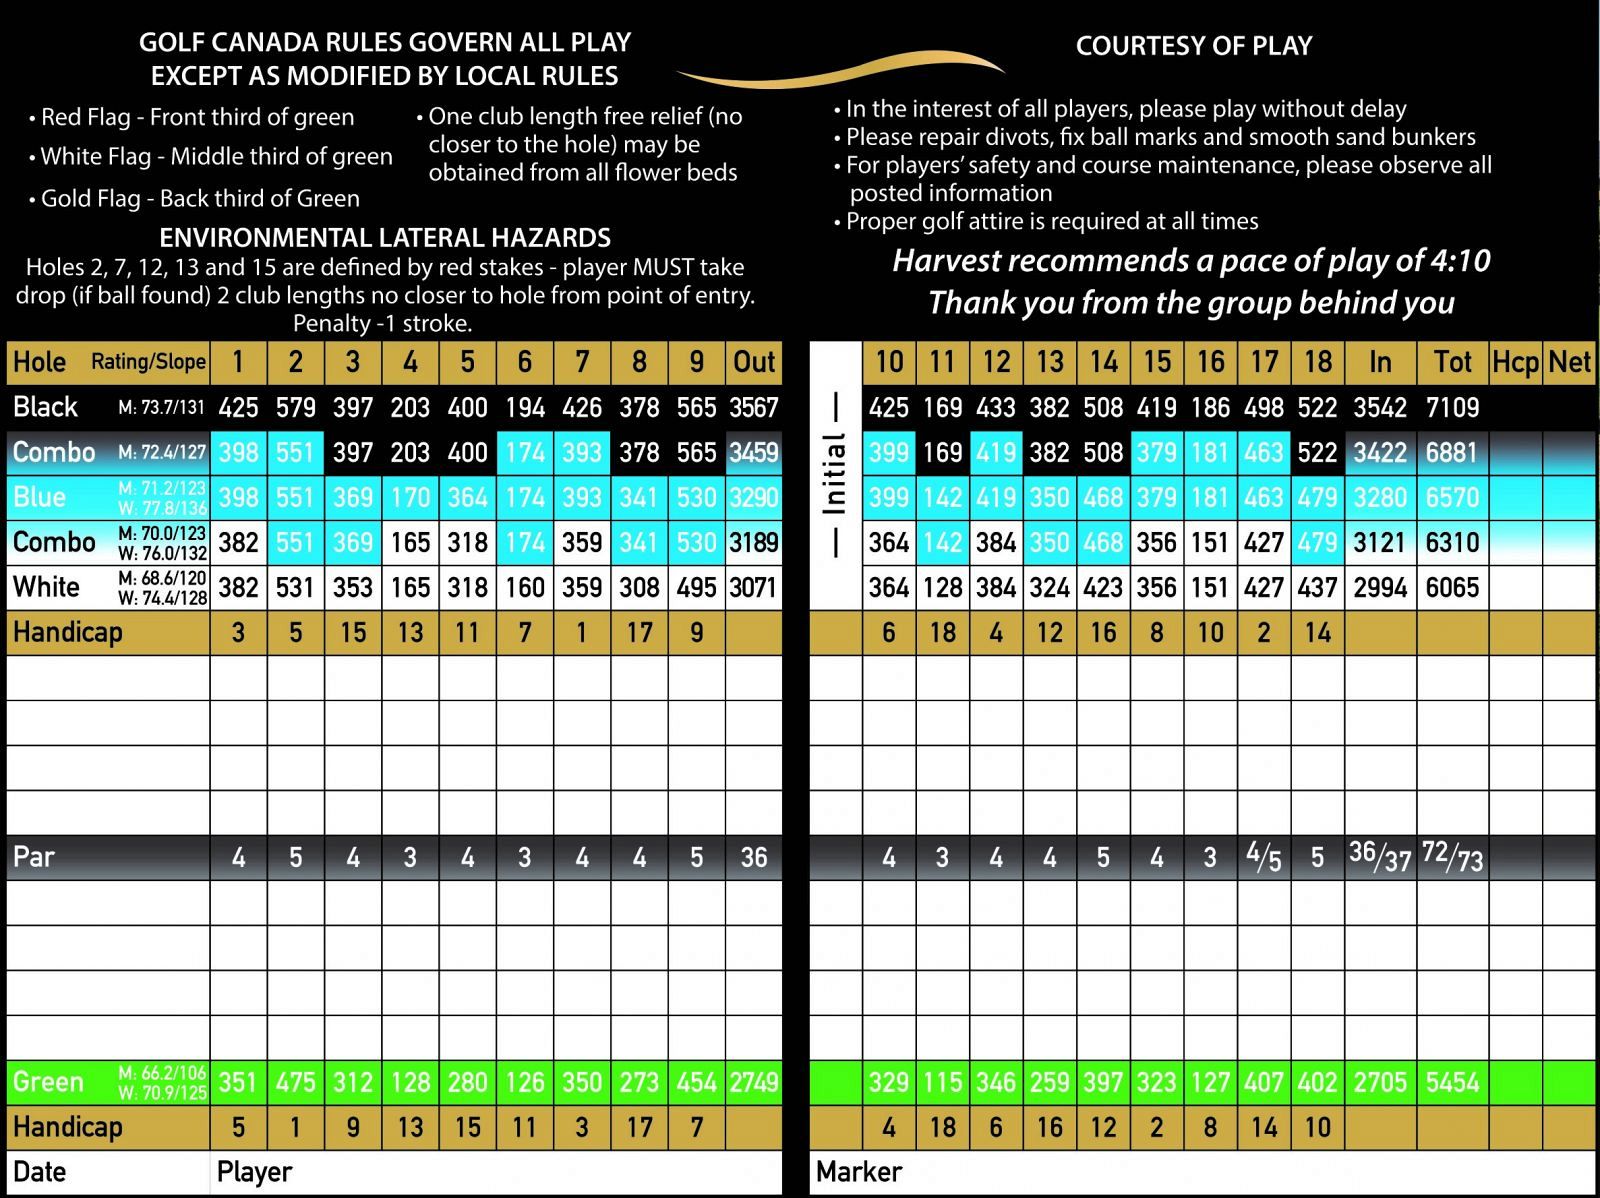 GOLF CANADA RULES GOVERN ALL PLAY
EXCEPT AS MODIFIED BY LOCAL RULES
• Red Flag - Front third of green
• White Flag - Middle third of green
• Gold Flag - Back third of Green
• One club length free relief (no
closer to the hole) may be
obtained from all flower beds
ENVIRONMENTAL LATERAL HAZARDS
Holes 2, 7, 12, 13 and 15 are defined by red stakes - player MUST take
drop (if ball found) 2 club lengths no closer to hole from point of entry.
Penalty -1 stroke.
COURTESY OF PLAY
• In the interest of all players, please play without delay
• Please repair divots, fix ball marks and smooth sand bunkers
• For players' safety and course maintenance, please observe all
posted information
• Proper golf attire is required at all times
Harvest recommends a pace of play of 4:10
Thank you from the group behind you
Hole Rating/Slope 1 2 3 4 5 6 7 8 9 Out
Black M: 73.7/131 425 579 397 203 400 194 426 378 565 3567
Combo M: 72.4/127 398 551 397 203 400 174 393 378 565 3459
Blue M: 71.2/123 W: 77.8/136 398 551 369 170 364 174 393 341 530 3290
Combo M: 70.0/123 W: 76.0/132 382 551 369 165 318 174 359 341 530 3189
White M: 68.6/120 W: 74.4/128 382 531 353 165 318 160 359 308 495 3071
Handicap 3 5 15 13 11 7 1 17 9
Par 4 5 4 3 4 3 4 4 5 36
Green M: 66.2/106 W: 70.9/125 351 475 312 128 280 126 350 273 454 2749
Handicap 5 1 9 13 15 11 3 17 7
Date Player
— Initial —
10 11 12 13 14 15 16 17 18 In Tot Hcp Net
425 169 433 382 508 419 186 498 522 3542 7109
399 169 419 382 508 379 181 463 522 3422 6881
399 142 419 350 468 379 181 463 479 3280 6570
364 142 384 350 468 356 151 427 479 3121 6310
364 128 384 324 423 356 151 427 437 2994 6065
6 18 4 12 16 8 10 2 14
4 3 4 4 5 4 3 4/5 5 36/37 72/73
329 115 346 259 397 323 127 407 402 2705 5454
4 18 6 16 12 2 8 14 10
Marker